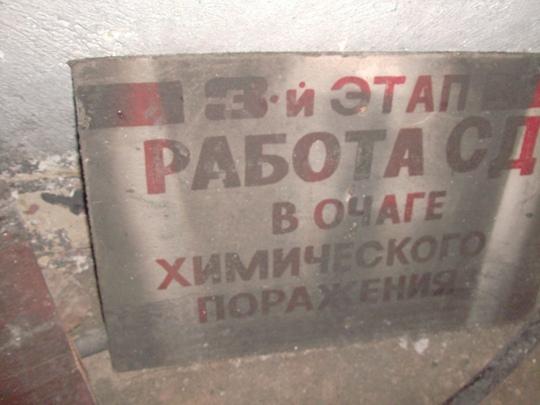 3-й ЭТАП
РАБОТА СД
В ОЧАГЕ
ХИМИЧЕСКОГО
ПОРАЖЕНИЯ